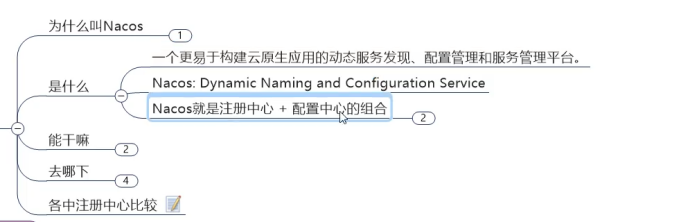 为什么叫Nacos
1
是什么
一个更易于构建云原生应用的动态服务发现、配置管理和服务管理平台。
Nacos: Dynamic Naming and Configuration Service
Nacos就是注册中心 + 配置中心的组合
2
能干嘛
2
去哪下
4
各中注册中心比较